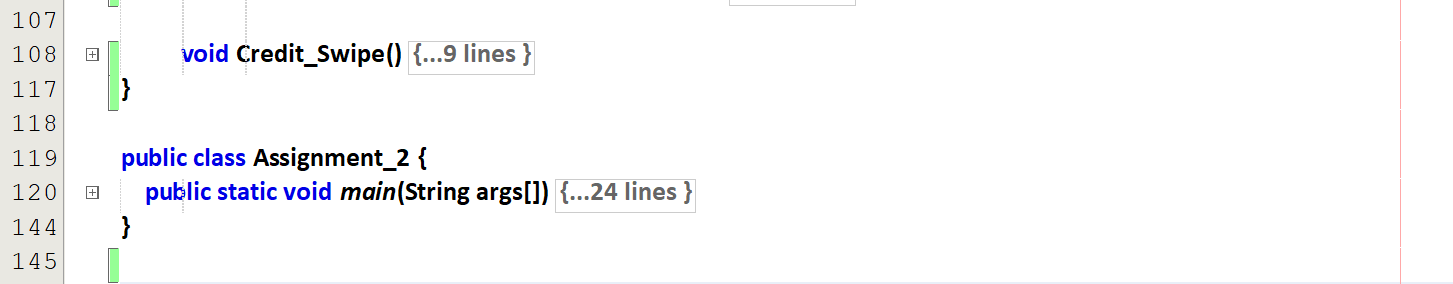 107
108 void Credit_Swipe() {...9 lines }
117 }
118
119 public class Assignment_2 {
120 public static void main(String args[]) {...24 lines }
144 }
145